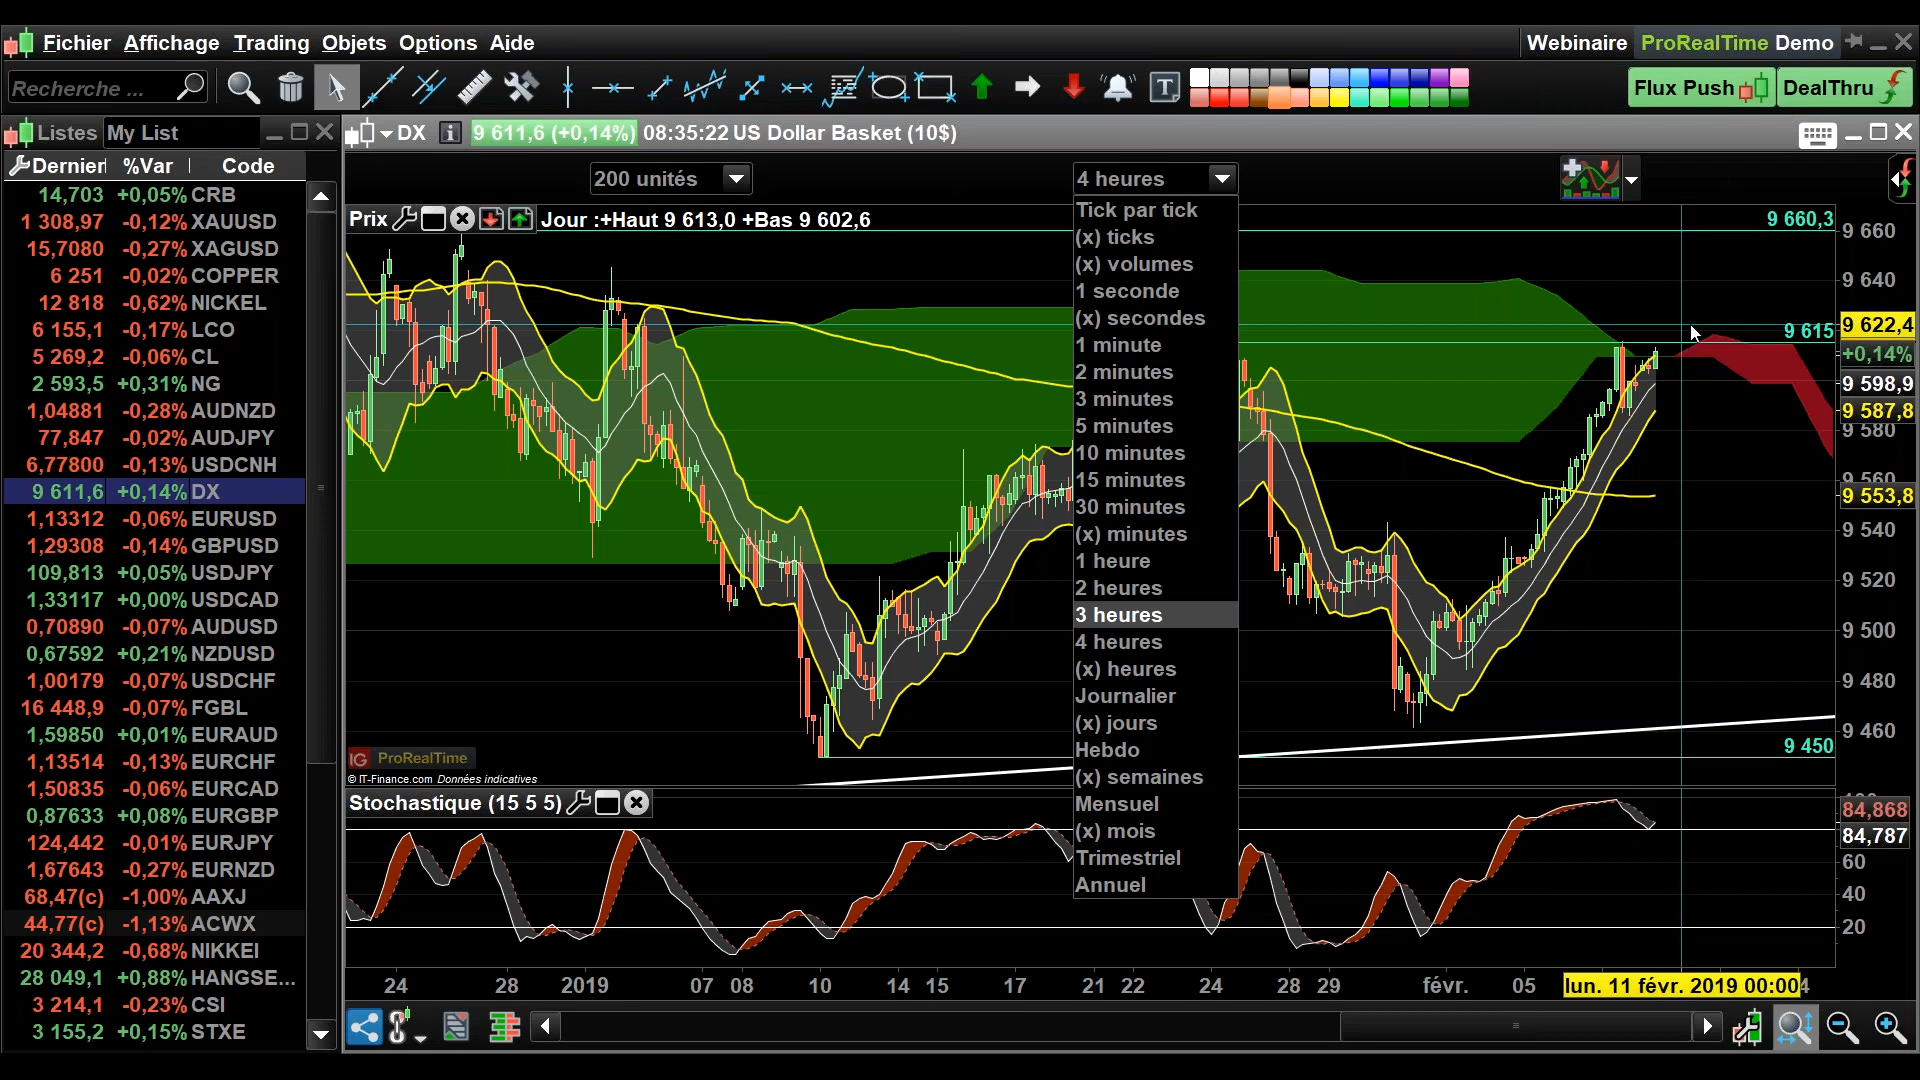 Fichier Affichage Trading Objets Options Aide
Webinaire ProRealTime Demo
Recherche ...
T
Flux Push
DealThru
Listes My List
DX
9 611,6 (+0,14%) 08:35:22 US Dollar Basket (10$)
Dernier %Var Code
14,703 +0,05% CRB
1 308,97 -0,12% XAUUSD
15,7080 -0,27% XAGUSD
6 251 -0,02% COPPER
12 818 -0,62% NICKEL
6 155,1 -0,17% LCO
5 269,2 -0,06% CL
2 593,5 +0,31% NG
1,04881 -0,28% AUDNZD
77,847 -0,02% AUDJPY
6,77800 -0,13% USDCNH
9 611,6 +0,14% DX
1,13312 -0,06% EURUSD
1,29308 -0,14% GBPUSD
109,813 +0,05% USDJPY
1,33117 +0,00% USDCAD
0,70890 -0,07% AUDUSD
0,67592 +0,21% NZDUSD
1,00179 -0,07% USDCHF
16 448,9 -0,07% FGBL
1,59850 +0,01% EURAUD
1,13514 -0,13% EURCHF
1,50835 -0,06% EURCAD
0,87633 +0,08% EURGBP
124,442 -0,01% EURJPY
1,67643 -0,27% EURNZD
68,47(c) -1,00% AAXJ
44,77(c) -1,13% ACWX
20 344,2 -0,68% NIKKEI
28 049,1 +0,88% HANGSE...
3 214,1 -0,23% CSI
3 155,2 +0,15% STXE
200 unités
4 heures
Prix
Jour :+Haut 9 613,0 +Bas 9 602,6
Tick par tick
(x) ticks
(x) volumes
1 seconde
(x) secondes
1 minute
2 minutes
3 minutes
5 minutes
10 minutes
15 minutes
30 minutes
(x) minutes
1 heure
2 heures
3 heures
4 heures
(x) heures
Journalier
(x) jours
Hebdo
(x) semaines
Mensuel
(x) mois
Trimestriel
Annuel
9 660,3
9 615
9 450
9 660
9 640
9 622,4
+0,14%
9 598,9
9 587,8
9 580
9 560
9 553,8
9 540
9 520
9 500
9 480
9 460
IG ProRealTime
© IT-Finance.com Données indicatives
Stochastique (15 5 5)
84,868
84,787
60
40
20
24 28 2019 07 08 10 14 15 17 21 22 24 28 29 févr. 05 lun. 11 févr. 2019 00:00